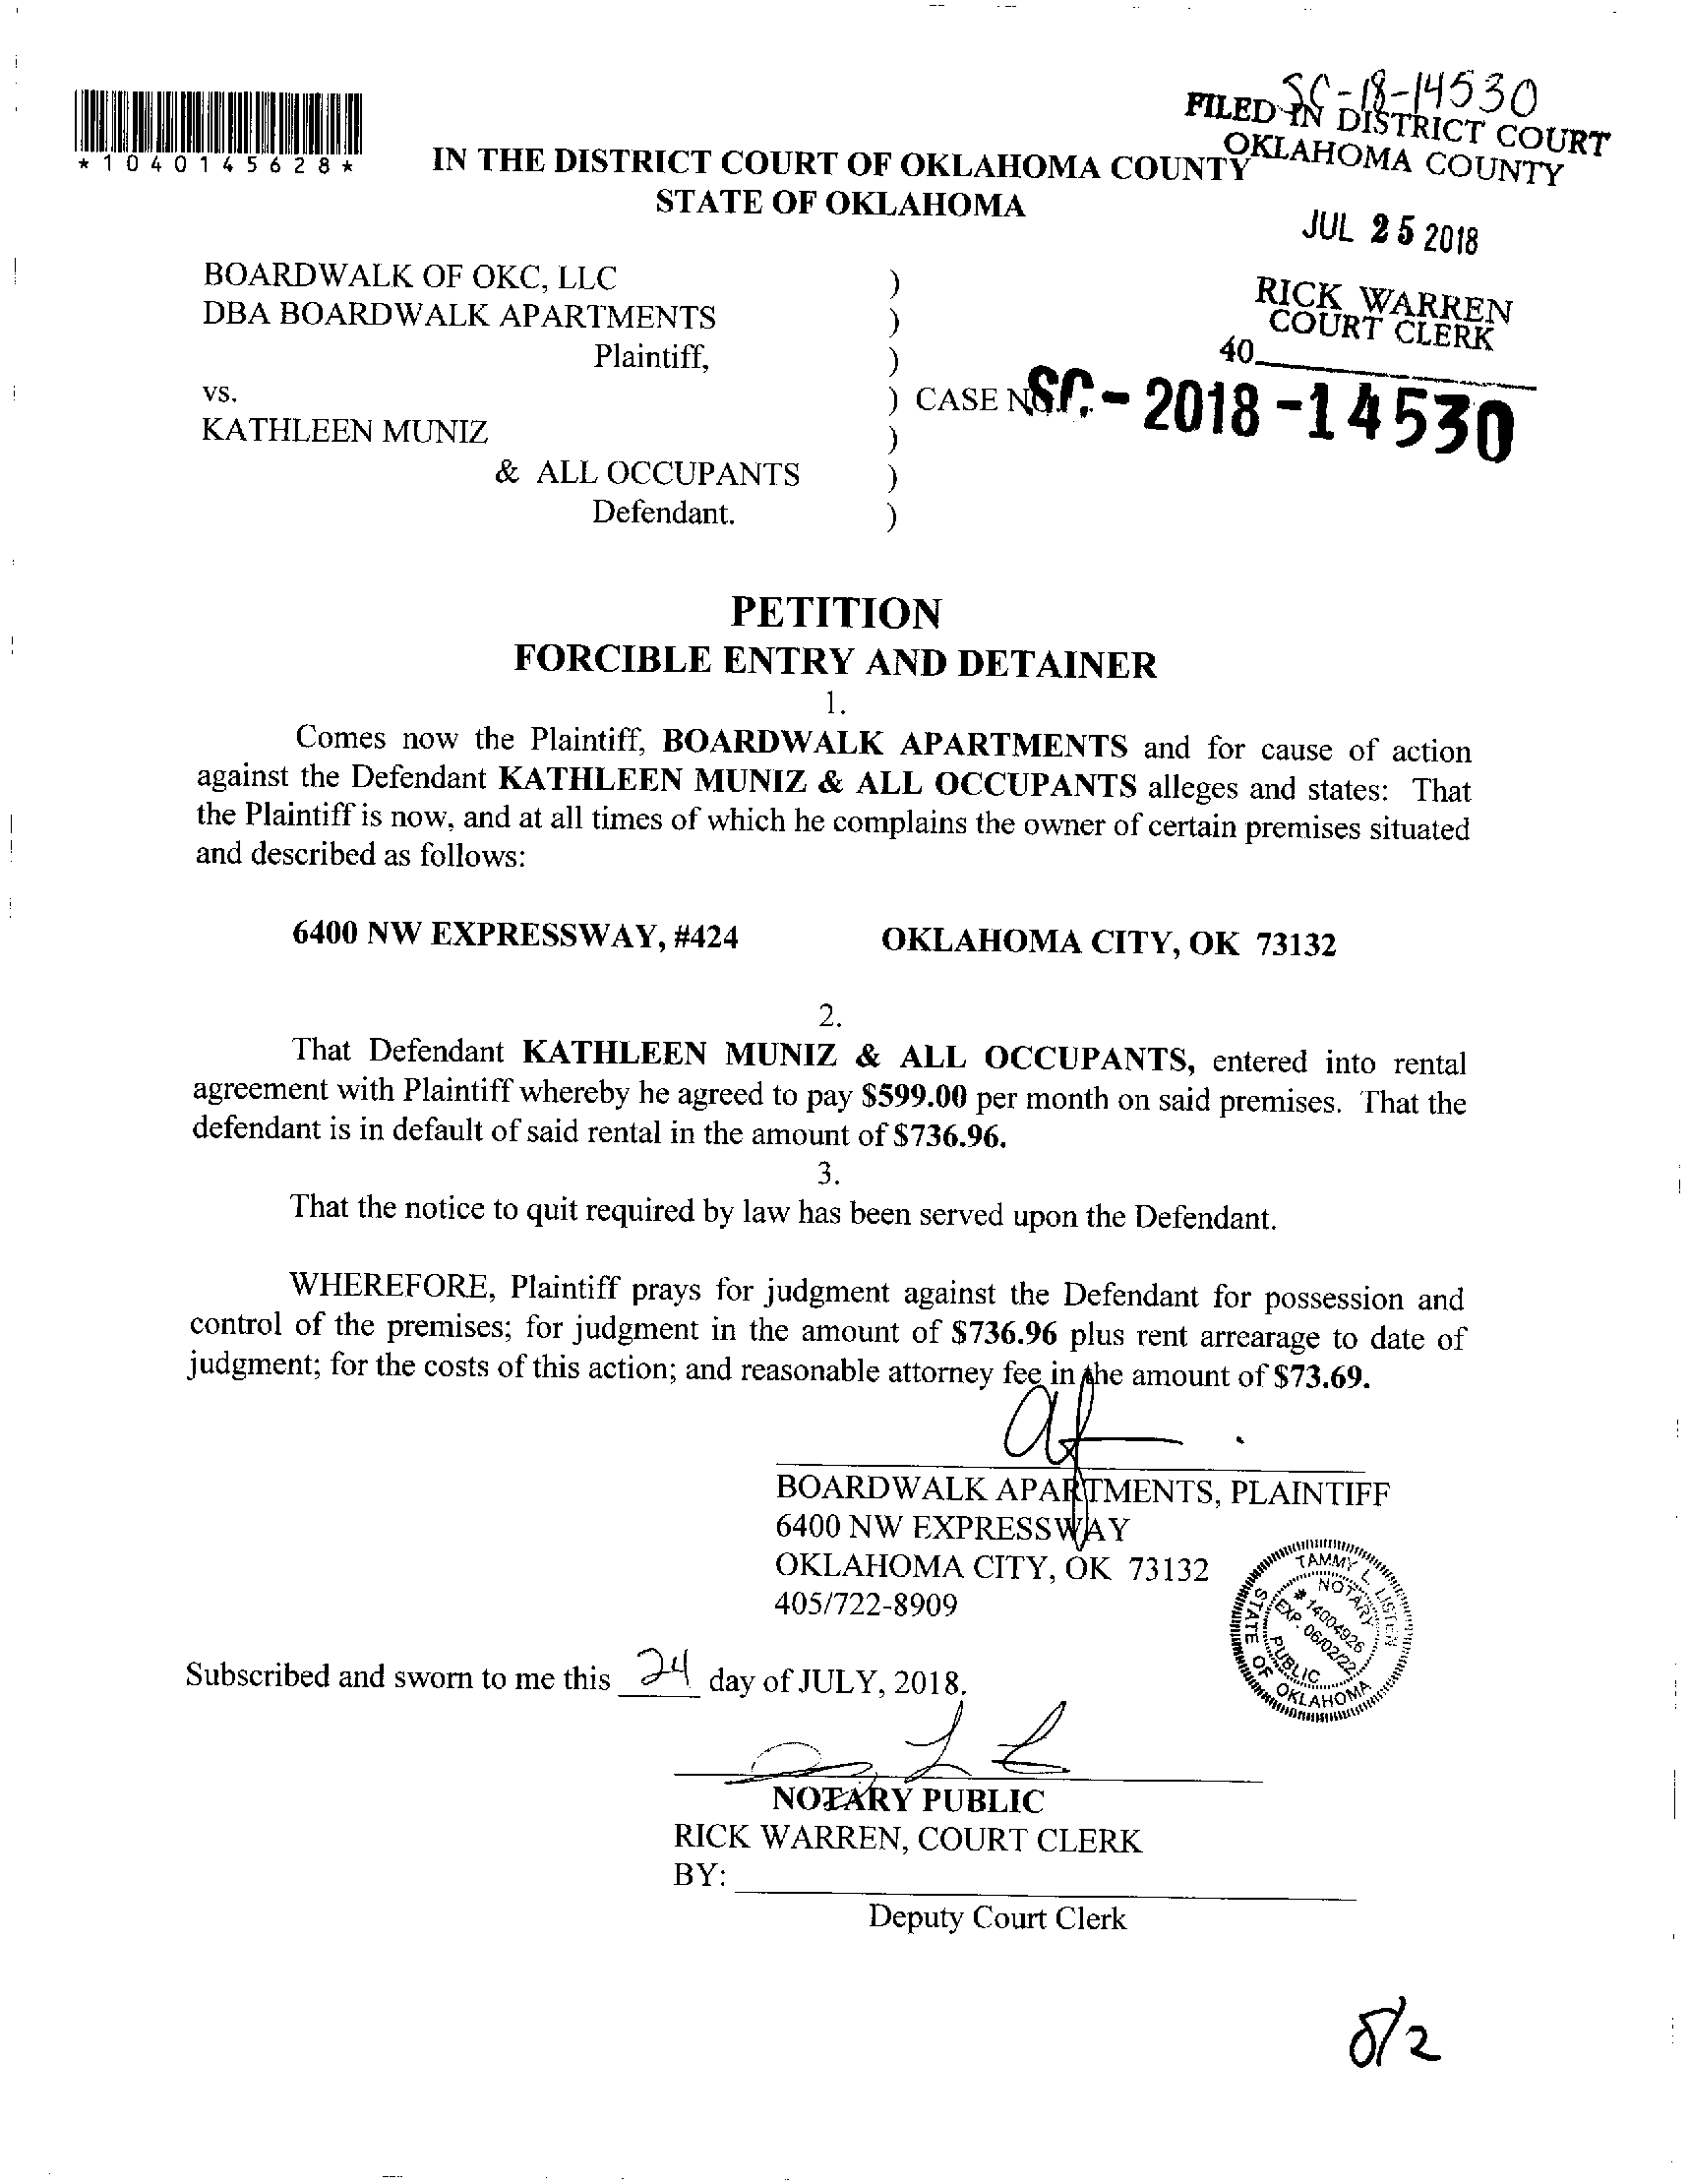 SC-18-14530
FILED IN DISTRICT COURT
OKLAHOMA COUNTY
*1040145628*
IN THE DISTRICT COURT OF OKLAHOMA COUNTY
STATE OF OKLAHOMA
JUL 25 2018
BOARDWALK OF OKC, LLC )
DBA BOARDWALK APARTMENTS )
RICK WARREN
COURT CLERK
40
Plaintiff, )
vs. ) CASE NO. SC-2018-14530
KATHLEEN MUNIZ )
& ALL OCCUPANTS )
Defendant. )
PETITION
FORCIBLE ENTRY AND DETAINER
1.
Comes now the Plaintiff, BOARDWALK APARTMENTS and for cause of action
against the Defendant KATHLEEN MUNIZ & ALL OCCUPANTS alleges and states: That
the Plaintiff is now, and at all times of which he complains the owner of certain premises situated
and described as follows:
6400 NW EXPRESSWAY, #424 OKLAHOMA CITY, OK 73132
2.
That Defendant KATHLEEN MUNIZ & ALL OCCUPANTS, entered into rental
agreement with Plaintiff whereby he agreed to pay $599.00 per month on said premises. That the
defendant is in default of said rental in the amount of $736.96.
3.
That the notice to quit required by law has been served upon the Defendant.
WHEREFORE, Plaintiff prays for judgment against the Defendant for possession and
control of the premises; for judgment in the amount of $736.96 plus rent arrearage to date of
judgment; for the costs of this action; and reasonable attorney fee in the amount of $73.69.
BOARDWALK APARTMENTS, PLAINTIFF
6400 NW EXPRESSWAY
OKLAHOMA CITY, OK 73132
405/722-8909
TAMMY L. LISTEN
NOTARY
# 14004926
EXP. 06/02/22
PUBLIC
STATE OF OKLAHOMA
Subscribed and sworn to me this 24 day of JULY, 2018.
NOTARY PUBLIC
RICK WARREN, COURT CLERK
BY:
Deputy Court Clerk
8/2